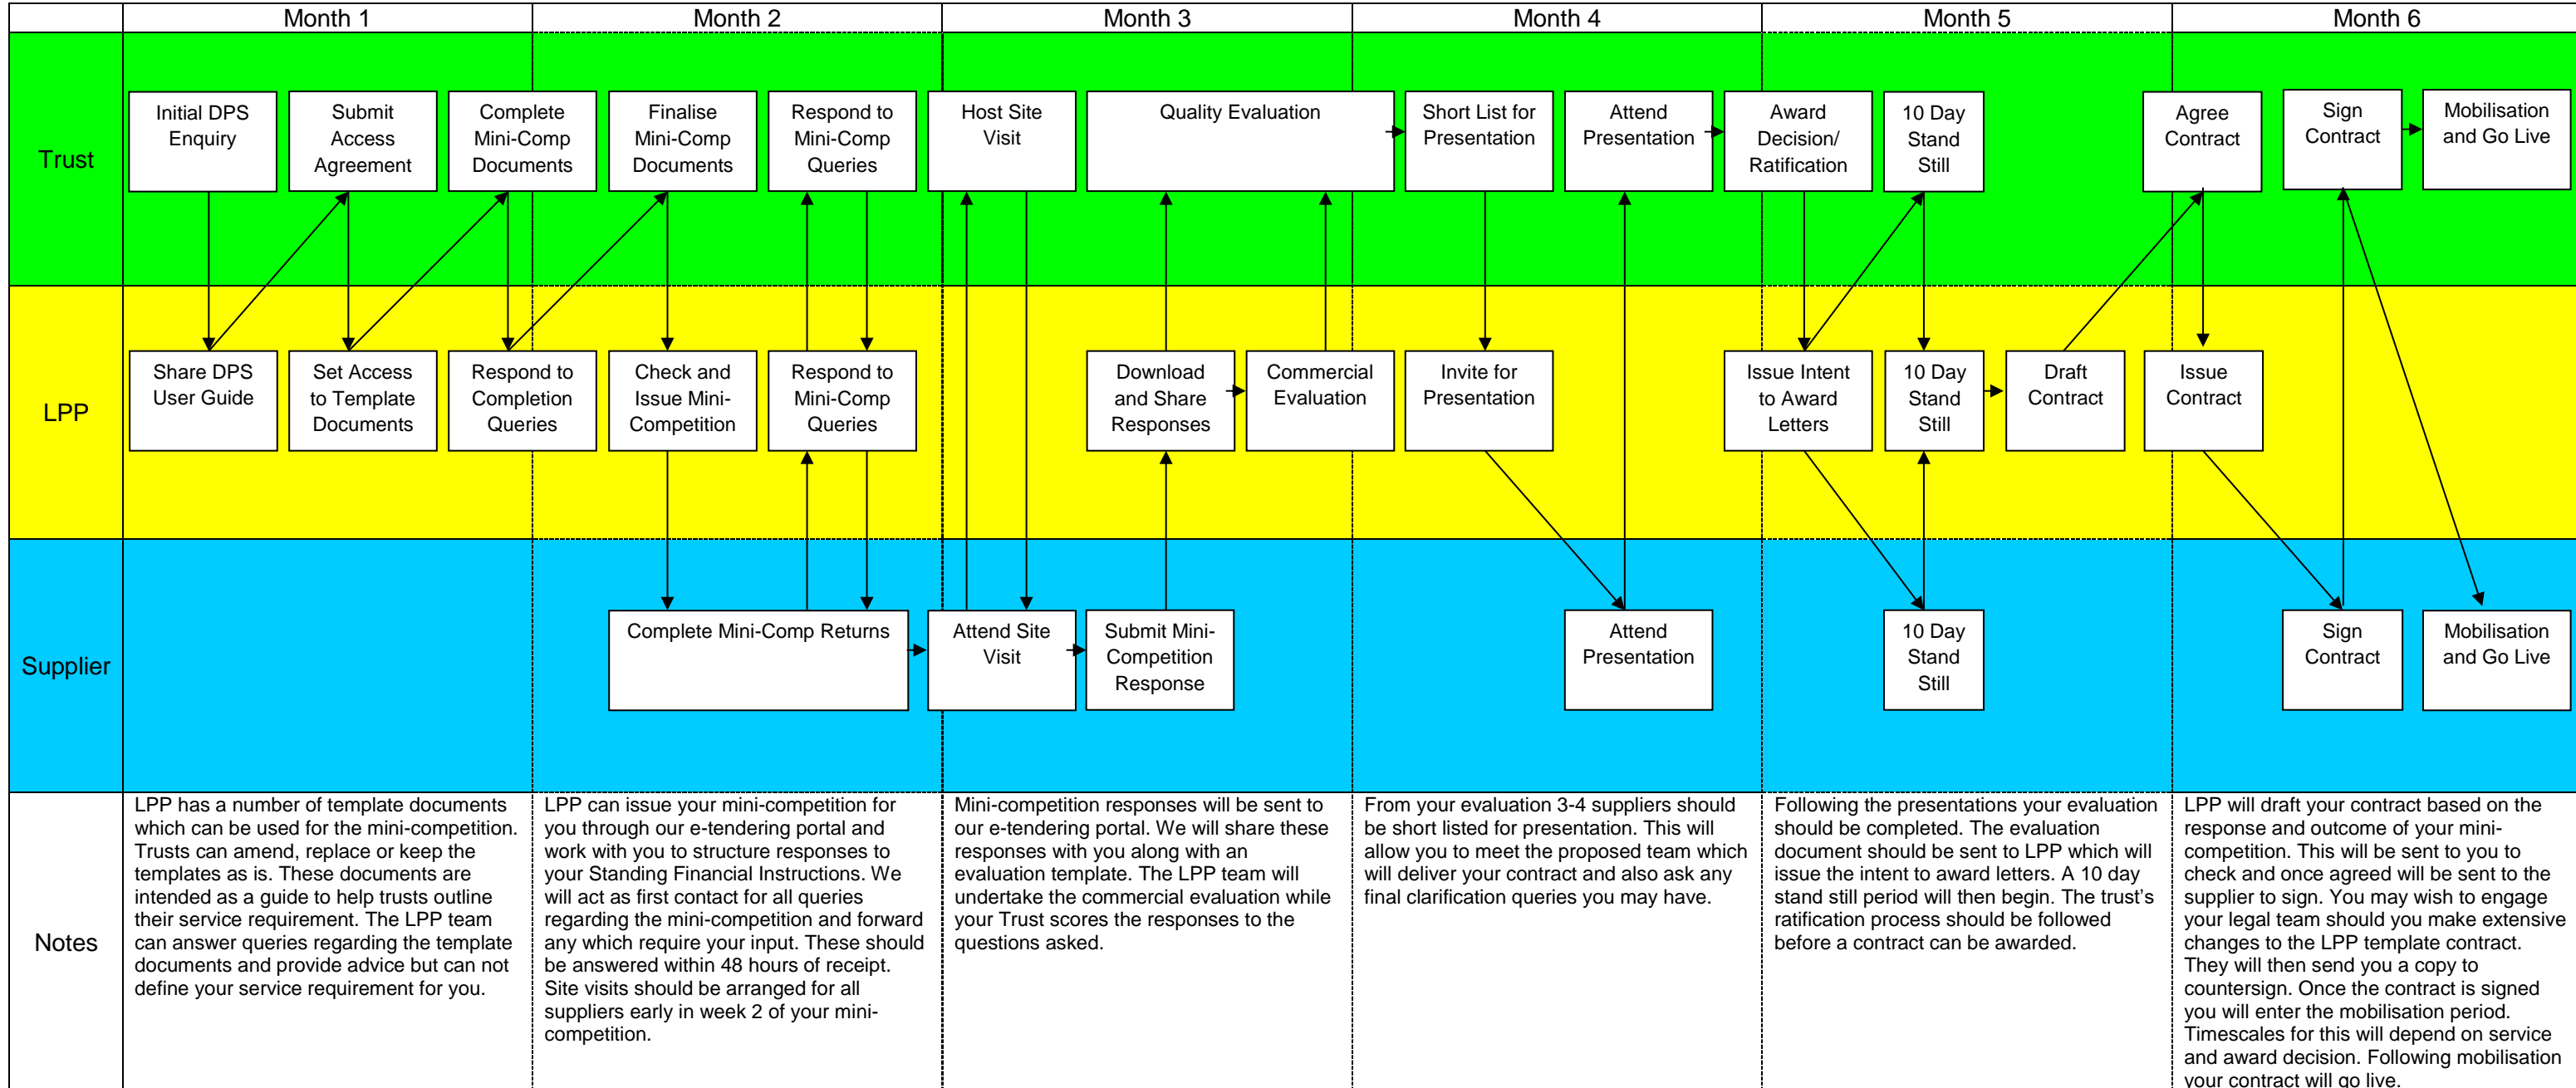 Month 1
Month 2
Month 3
Month 4
Month 5
Month 6
Trust
Initial DPS
Enquiry
Submit
Access
Agreement
Complete
Mini-Comp
Documents
Finalise
Mini-Comp
Documents
Respond to
Mini-Comp
Queries
Host Site
Visit
Quality Evaluation
Short List for
Presentation
Attend
Presentation
Award
Decision/
Ratification
10 Day
Stand
Still
Agree
Contract
Sign
Contract
Mobilisation
and Go Live
LPP
Share DPS
User Guide
Set Access
to Template
Documents
Respond to
Completion
Queries
Check and
Issue Mini-
Competition
Respond to
Mini-Comp
Queries
Download
and Share
Responses
Commercial
Evaluation
Invite for
Presentation
Issue Intent
to Award
Letters
10 Day
Stand
Still
Draft
Contract
Issue
Contract
Supplier
Complete Mini-Comp Returns
Attend Site
Visit
Submit Mini-
Competition
Response
Attend
Presentation
10 Day
Stand
Still
Sign
Contract
Mobilisation
and Go Live
Notes
LPP has a number of template documents
which can be used for the mini-competition.
Trusts can amend, replace or keep the
templates as is. These documents are
intended as a guide to help trusts outline
their service requirement. The LPP team
can answer queries regarding the template
documents and provide advice but can not
define your service requirement for you.
LPP can issue your mini-competition for
you through our e-tendering portal and
work with you to structure responses to
your Standing Financial Instructions. We
will act as first contact for all queries
regarding the mini-competition and forward
any which require your input. These should
be answered within 48 hours of receipt.
Site visits should be arranged for all
suppliers early in week 2 of your mini-
competition.
Mini-competition responses will be sent to
our e-tendering portal. We will share these
responses with you along with an
evaluation template. The LPP team will
undertake the commercial evaluation while
your Trust scores the responses to the
questions asked.
From your evaluation 3-4 suppliers should
be short listed for presentation. This will
allow you to meet the proposed team which
will deliver your contract and also ask any
final clarification queries you may have.
Following the presentations your evaluation
should be completed. The evaluation
document should be sent to LPP which will
issue the intent to award letters. A 10 day
stand still period will then begin. The trust's
ratification process should be followed
before a contract can be awarded.
LPP will draft your contract based on the
response and outcome of your mini-
competition. This will be sent to you to
check and once agreed will be sent to the
supplier to sign. You may wish to engage
your legal team should you make extensive
changes to the LPP template contract.
They will then send you a copy to
countersign. Once the contract is signed
you will enter the mobilisation period.
Timescales for this will depend on service
and award decision. Following mobilisation
your contract will go live.